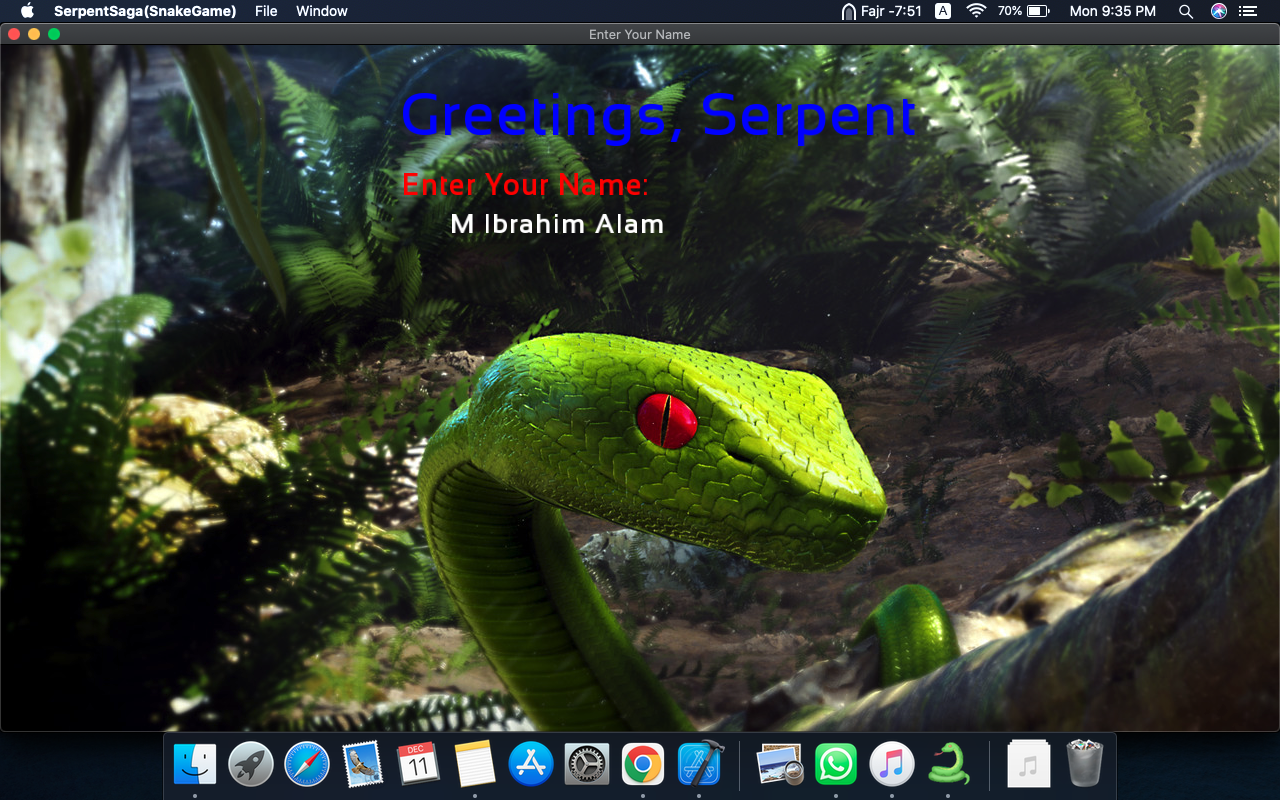 SerpentSaga(SnakeGame) File Window Fajr -7:51 A 70% Mon 9:35 PM
Enter Your Name
Greetings, Serpent
Enter Your Name:
M Ibrahim Alam
DEC
11